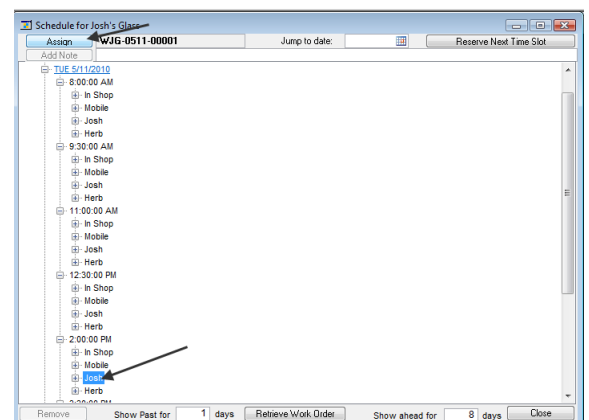 Schedule for Josh's Glass
Assign WJG-0511-00001 Jump to date: Reserve Next Time Slot
Add Note
TUE 5/11/2010
8:00:00 AM
In Shop
Mobile
Josh
Herb
9:30:00 AM
In Shop
Mobile
Josh
Herb
11:00:00 AM
In Shop
Mobile
Josh
Herb
12:30:00 PM
In Shop
Mobile
Josh
Herb
2:00:00 PM
In Shop
Mobile
Josh
Herb
Remove Show Past for 1 days Retrieve Work Order Show ahead for 8 days Close